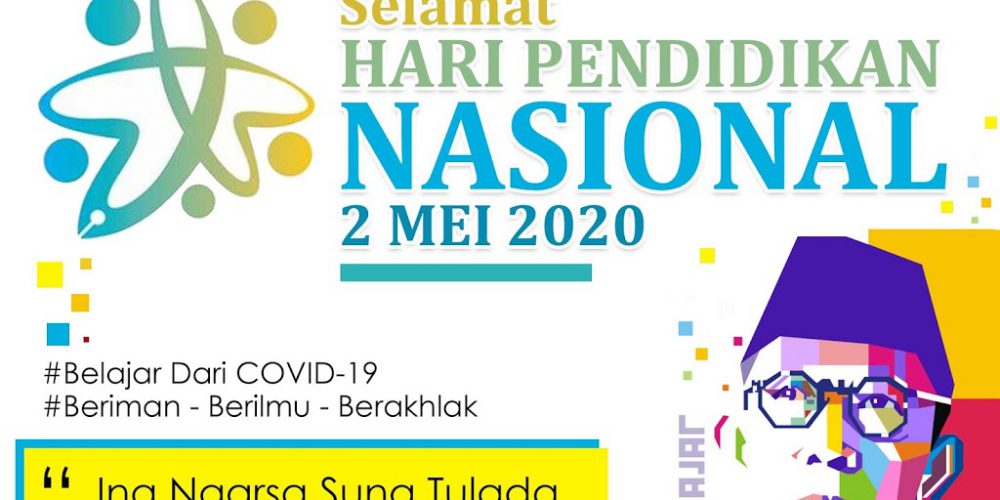 Selamat
HARI PENDIDIKAN
NASIONAL
2 MEI 2020
#Belajar Dari COVID-19
#Beriman - Berilmu - Berakhlak
“ Ing Ngarsa Sung Tulada